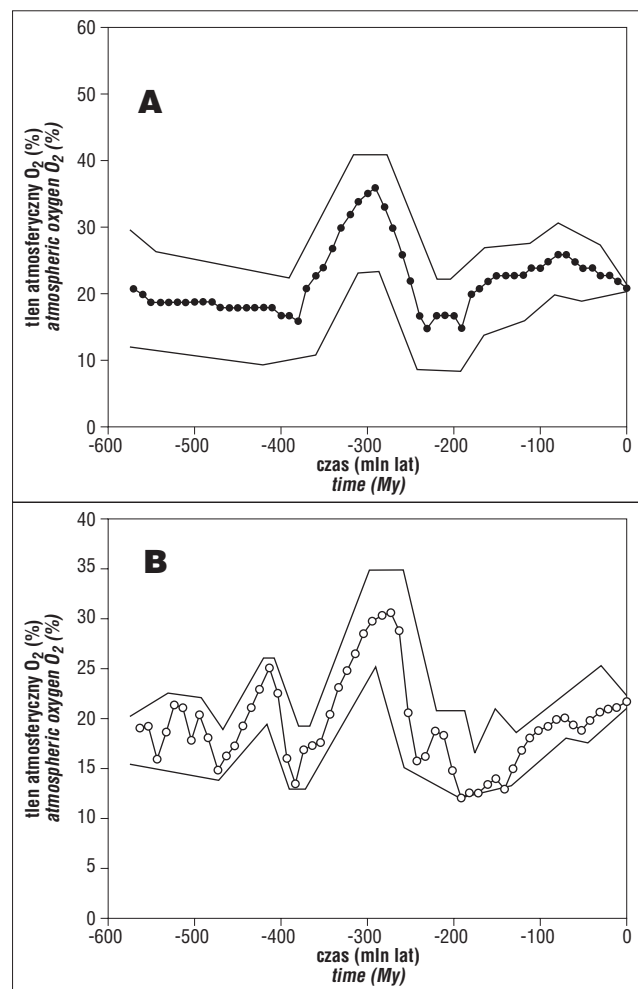 60
50
40
30
20
10
0
tlen atmosferyczny O2 (%)
atmospheric oxygen O2 (%)
A
-600 -500 -400 -300 -200 -100 0
czas (mln lat)
time (My)
40
35
30
25
20
15
10
5
0
tlen atmosferyczny O2 (%)
atmospheric oxygen O2 (%)
B
-600 -500 -400 -300 -200 -100 0
czas (mln lat)
time (My)